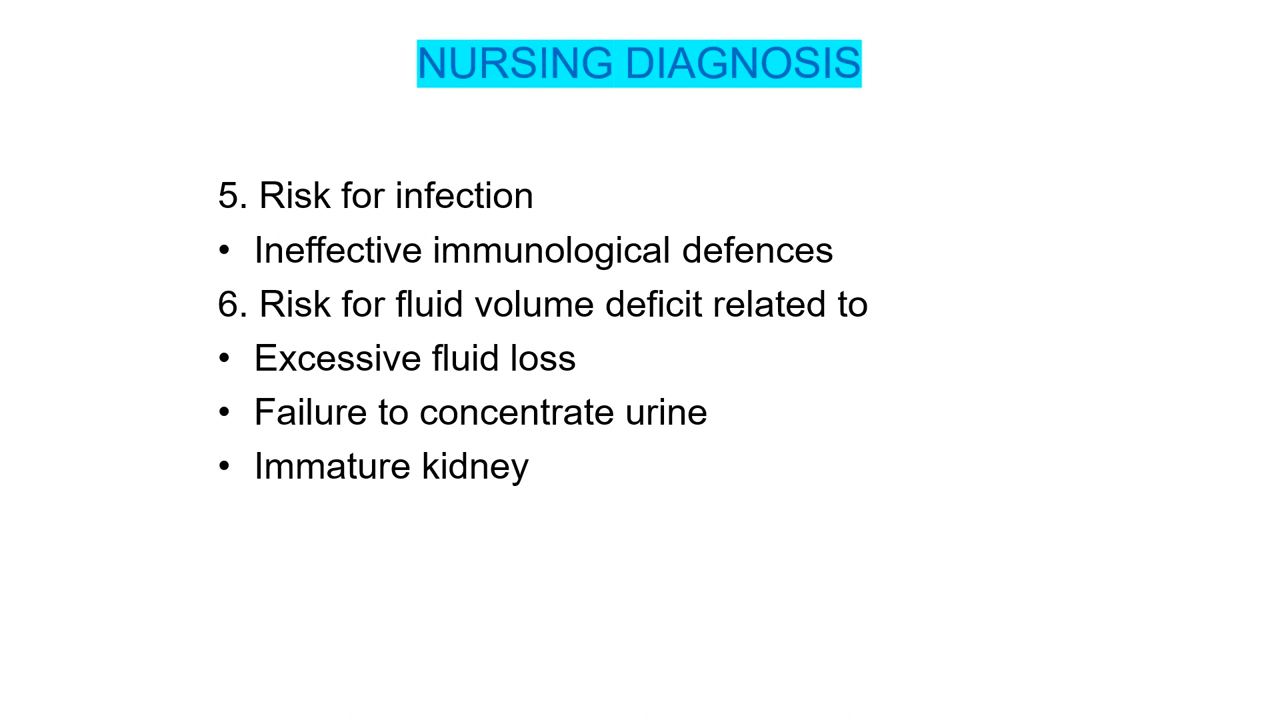 NURSING DIAGNOSIS
5. Risk for infection
• Ineffective immunological defences
6. Risk for fluid volume deficit related to
• Excessive fluid loss
• Failure to concentrate urine
• Immature kidney